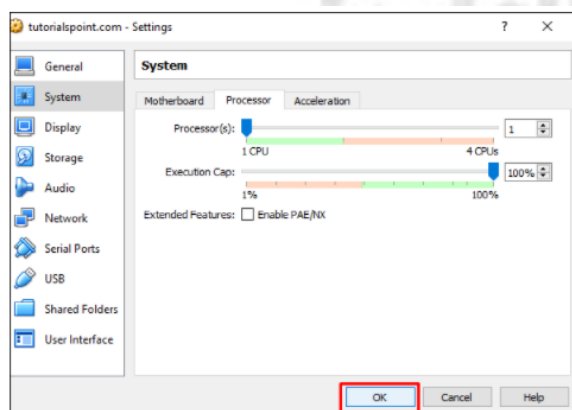 tutorialspoint.com - Settings ? ×
General
System
Display
Storage
Audio
Network
Serial Ports
USB
Shared Folders
User Interface
System
Motherboard Processor Acceleration
Processor(s): 1
1 CPU 4 CPUs
Execution Cap: 100%
1% 100%
Extended Features: Enable PAE/NX
OK Cancel Help